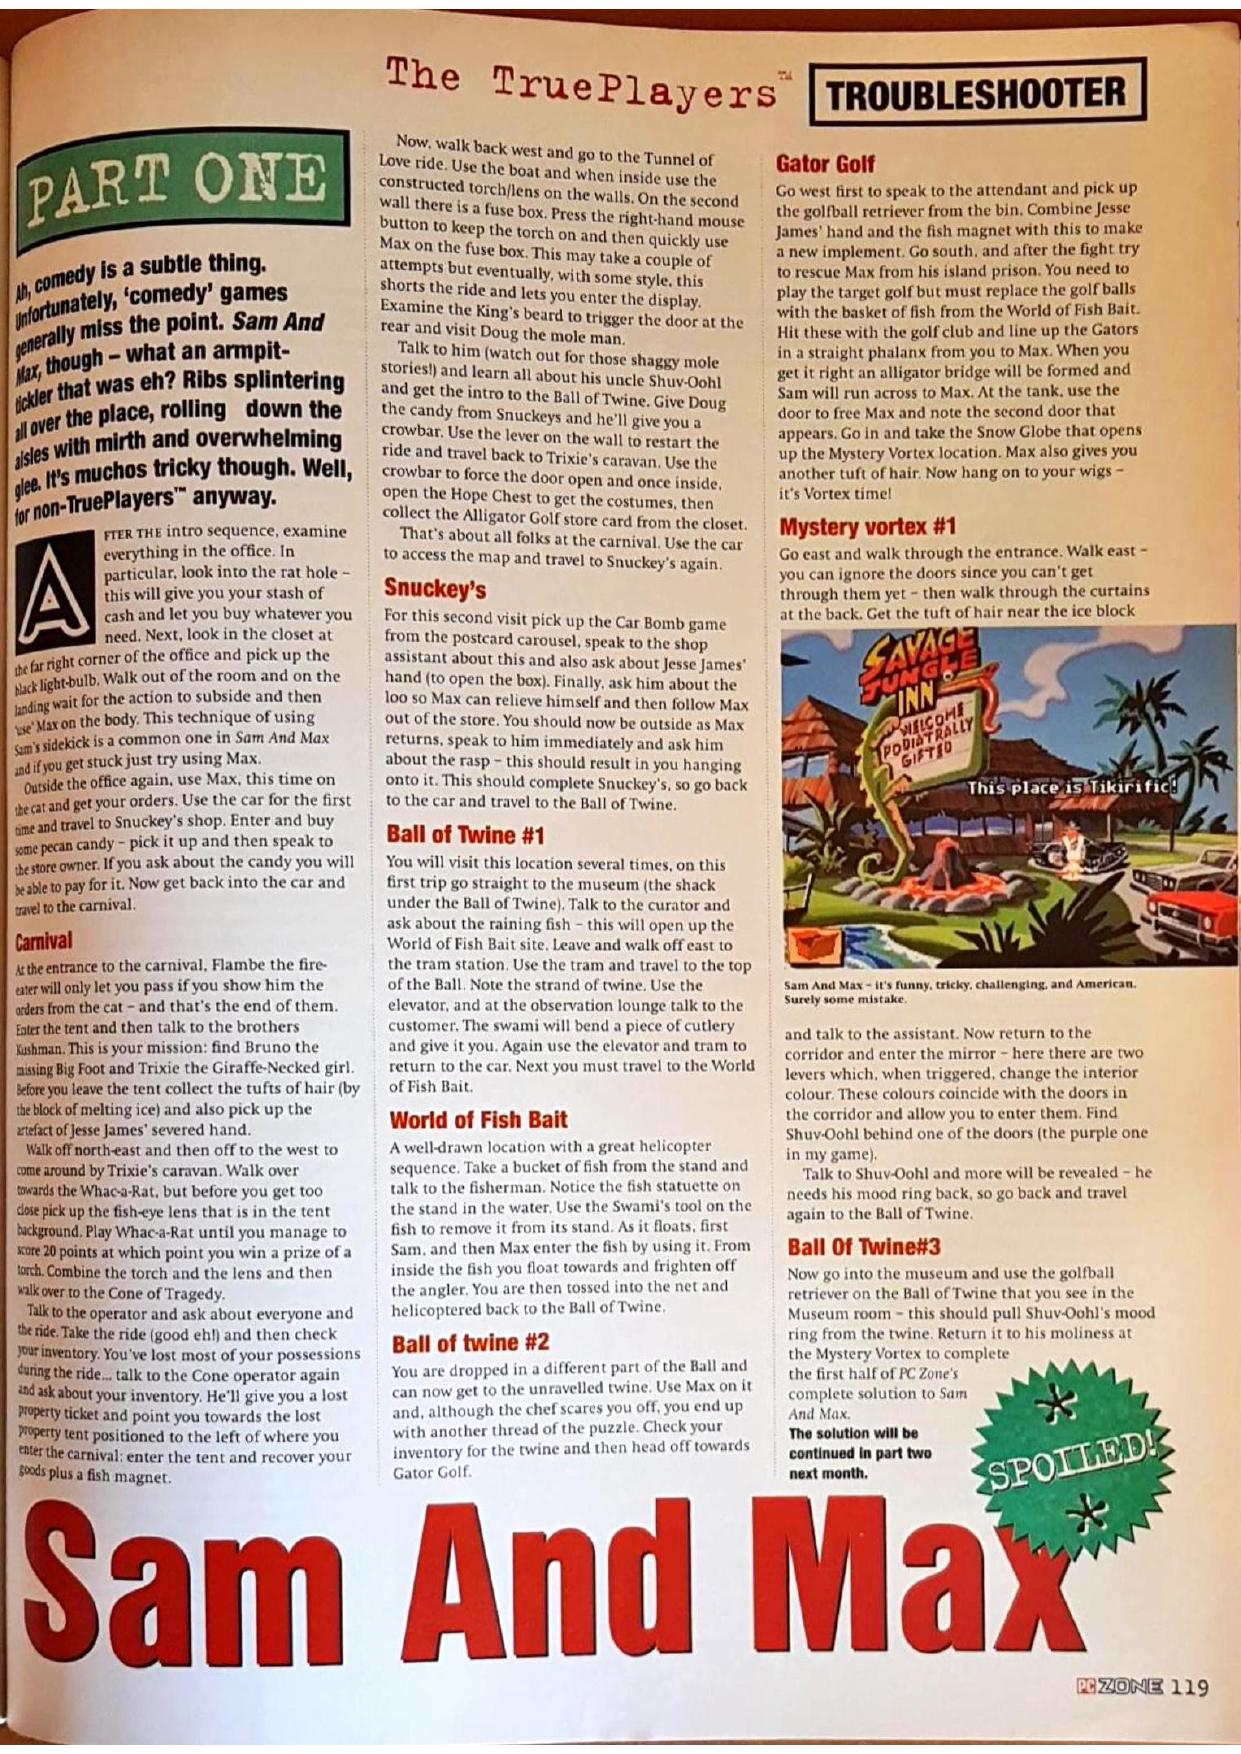 The TruePlayers™
TROUBLESHOOTER
PART ONE
Ah, comedy is a subtle thing.
Unfortunately, 'comedy' games
generally miss the point. Sam And
Max, though – what an armpit-
tickler that was eh? Ribs splintering
all over the place, rolling down the
aisles with mirth and overwhelming
glee. It's muchos tricky though. Well,
for non-TruePlayers™ anyway.
AFTER THE intro sequence, examine
everything in the office. In
particular, look into the rat hole –
this will give you your stash of
cash and let you buy whatever you
need. Next, look in the closet at
the far right corner of the office and pick up the
black light-bulb. Walk out of the room and on the
landing wait for the action to subside and then
'use' Max on the body. This technique of using
Sam's sidekick is a common one in Sam And Max
and if you get stuck just try using Max.
Outside the office again, use Max, this time on
the cat and get your orders. Use the car for the first
time and travel to Snuckey's shop. Enter and buy
some pecan candy – pick it up and then speak to
the store owner. If you ask about the candy you will
be able to pay for it. Now get back into the car and
travel to the carnival.
Carnival
At the entrance to the carnival, Flambe the fire-
eater will only let you pass if you show him the
orders from the cat – and that's the end of them.
Enter the tent and then talk to the brothers
Kushman. This is your mission: find Bruno the
missing Big Foot and Trixie the Giraffe-Necked girl.
Before you leave the tent collect the tufts of hair (by
the block of melting ice) and also pick up the
artefact of Jesse James' severed hand.
Walk off north-east and then off to the west to
come around by Trixie's caravan. Walk over
towards the Whac-a-Rat, but before you get too
close pick up the fish-eye lens that is in the tent
background. Play Whac-a-Rat until you manage to
score 20 points at which point you win a prize of a
torch. Combine the torch and the lens and then
walk over to the Cone of Tragedy.
Talk to the operator and ask about everyone and
the ride. Take the ride (good eh!) and then check
your inventory. You've lost most of your possessions
during the ride... talk to the Cone operator again
and ask about your inventory. He'll give you a lost
property ticket and point you towards the lost
property tent positioned to the left of where you
enter the carnival: enter the tent and recover your
goods plus a fish magnet.
Now, walk back west and go to the Tunnel of
Love ride. Use the boat and when inside use the
constructed torch/lens on the walls. On the second
wall there is a fuse box. Press the right-hand mouse
button to keep the torch on and then quickly use
Max on the fuse box. This may take a couple of
attempts but eventually, with some style, this
shorts the ride and lets you enter the display.
Examine the King's beard to trigger the door at the
rear and visit Doug the mole man.
Talk to him (watch out for those shaggy mole
stories!) and learn all about his uncle Shuv-Oohl
and get the intro to the Ball of Twine. Give Doug
the candy from Snuckeys and he'll give you a
crowbar. Use the lever on the wall to restart the
ride and travel back to Trixie's caravan. Use the
crowbar to force the door open and once inside,
open the Hope Chest to get the costumes, then
collect the Alligator Golf store card from the closet.
That's about all folks at the carnival. Use the car
to access the map and travel to Snuckey's again.
Snuckey's
For this second visit pick up the Car Bomb game
from the postcard carousel, speak to the shop
assistant about this and also ask about Jesse James'
hand (to open the box). Finally, ask him about the
loo so Max can relieve himself and then follow Max
out of the store. You should now be outside as Max
returns, speak to him immediately and ask him
about the rasp – this should result in you hanging
onto it. This should complete Snuckey's, so go back
to the car and travel to the Ball of Twine.
Ball of Twine #1
You will visit this location several times, on this
first trip go straight to the museum (the shack
under the Ball of Twine). Talk to the curator and
ask about the raining fish – this will open up the
World of Fish Bait site. Leave and walk off east to
the tram station. Use the tram and travel to the top
of the Ball. Note the strand of twine. Use the
elevator, and at the observation lounge talk to the
customer. The swami will bend a piece of cutlery
and give it you. Again use the elevator and tram to
return to the car. Next you must travel to the World
of Fish Bait.
World of Fish Bait
A well-drawn location with a great helicopter
sequence. Take a bucket of fish from the stand and
talk to the fisherman. Notice the fish statuette on
the stand in the water. Use the Swami's tool on the
fish to remove it from its stand. As it floats, first
Sam, and then Max enter the fish by using it. From
inside the fish you float towards and frighten off
the angler. You are then tossed into the net and
helicoptered back to the Ball of Twine.
Ball of twine #2
You are dropped in a different part of the Ball and
can now get to the unravelled twine. Use Max on it
and, although the chef scares you off, you end up
with another thread of the puzzle. Check your
inventory for the twine and then head off towards
Gator Golf.
Gator Golf
Go west first to speak to the attendant and pick up
the golfball retriever from the bin. Combine Jesse
James' hand and the fish magnet with this to make
a new implement. Go south, and after the fight try
to rescue Max from his island prison. You need to
play the target golf but must replace the golf balls
with the basket of fish from the World of Fish Bait.
Hit these with the golf club and line up the Gators
in a straight phalanx from you to Max. When you
get it right an alligator bridge will be formed and
Sam will run across to Max. At the tank, use the
door to free Max and note the second door that
appears. Go in and take the Snow Globe that opens
up the Mystery Vortex location. Max also gives you
another tuft of hair. Now hang on to your wigs –
it's Vortex time!
Mystery vortex #1
Go east and walk through the entrance. Walk east –
you can ignore the doors since you can't get
through them yet – then walk through the curtains
at the back. Get the tuft of hair near the ice block
SAVAGE
JUNGLE
INN
WELCOME
PODIATRALLY
GIFTED
This place is Tikirific!
Sam And Max – it's funny, tricky, challenging, and American.
Surely some mistake.
and talk to the assistant. Now return to the
corridor and enter the mirror – here there are two
levers which, when triggered, change the interior
colour. These colours coincide with the doors in
the corridor and allow you to enter them. Find
Shuv-Oohl behind one of the doors (the purple one
in my game).
Talk to Shuv-Oohl and more will be revealed – he
needs his mood ring back, so go back and travel
again to the Ball of Twine.
Ball Of Twine#3
Now go into the museum and use the golfball
retriever on the Ball of Twine that you see in the
Museum room – this should pull Shuv-Oohl's mood
ring from the twine. Return it to his moliness at
the Mystery Vortex to complete
the first half of PC Zone's
complete solution to Sam
And Max.
The solution will be
continued in part two
next month.
SPOILED!
Sam And Max
PC ZONE 119